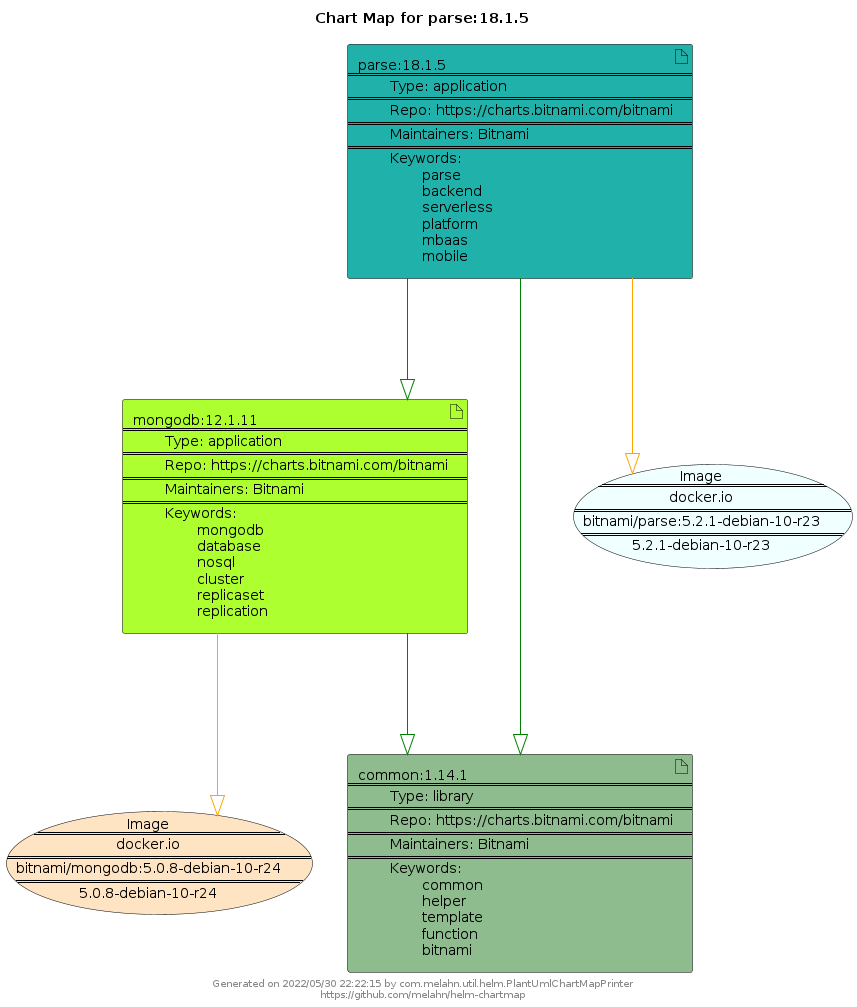 Chart Map for parse:18.1.5
parse:18.1.5
Type: application
Repo: https://charts.bitnami.com/bitnami
Maintainers: Bitnami
Keywords:
parse
backend
serverless
platform
mbaas
mobile
mongodb:12.1.11
Type: application
Repo: https://charts.bitnami.com/bitnami
Maintainers: Bitnami
Keywords:
mongodb
database
nosql
cluster
replicaset
replication
Image
docker.io
bitnami/parse:5.2.1-debian-10-r23
5.2.1-debian-10-r23
common:1.14.1
Type: library
Repo: https://charts.bitnami.com/bitnami
Maintainers: Bitnami
Keywords:
common
helper
template
function
bitnami
Image
docker.io
bitnami/mongodb:5.0.8-debian-10-r24
5.0.8-debian-10-r24
Generated on 2022/05/30 22:22:15 by com.melahn.util.helm.PlantUmlChartMapPrinter
https://github.com/melahn/helm-chartmap